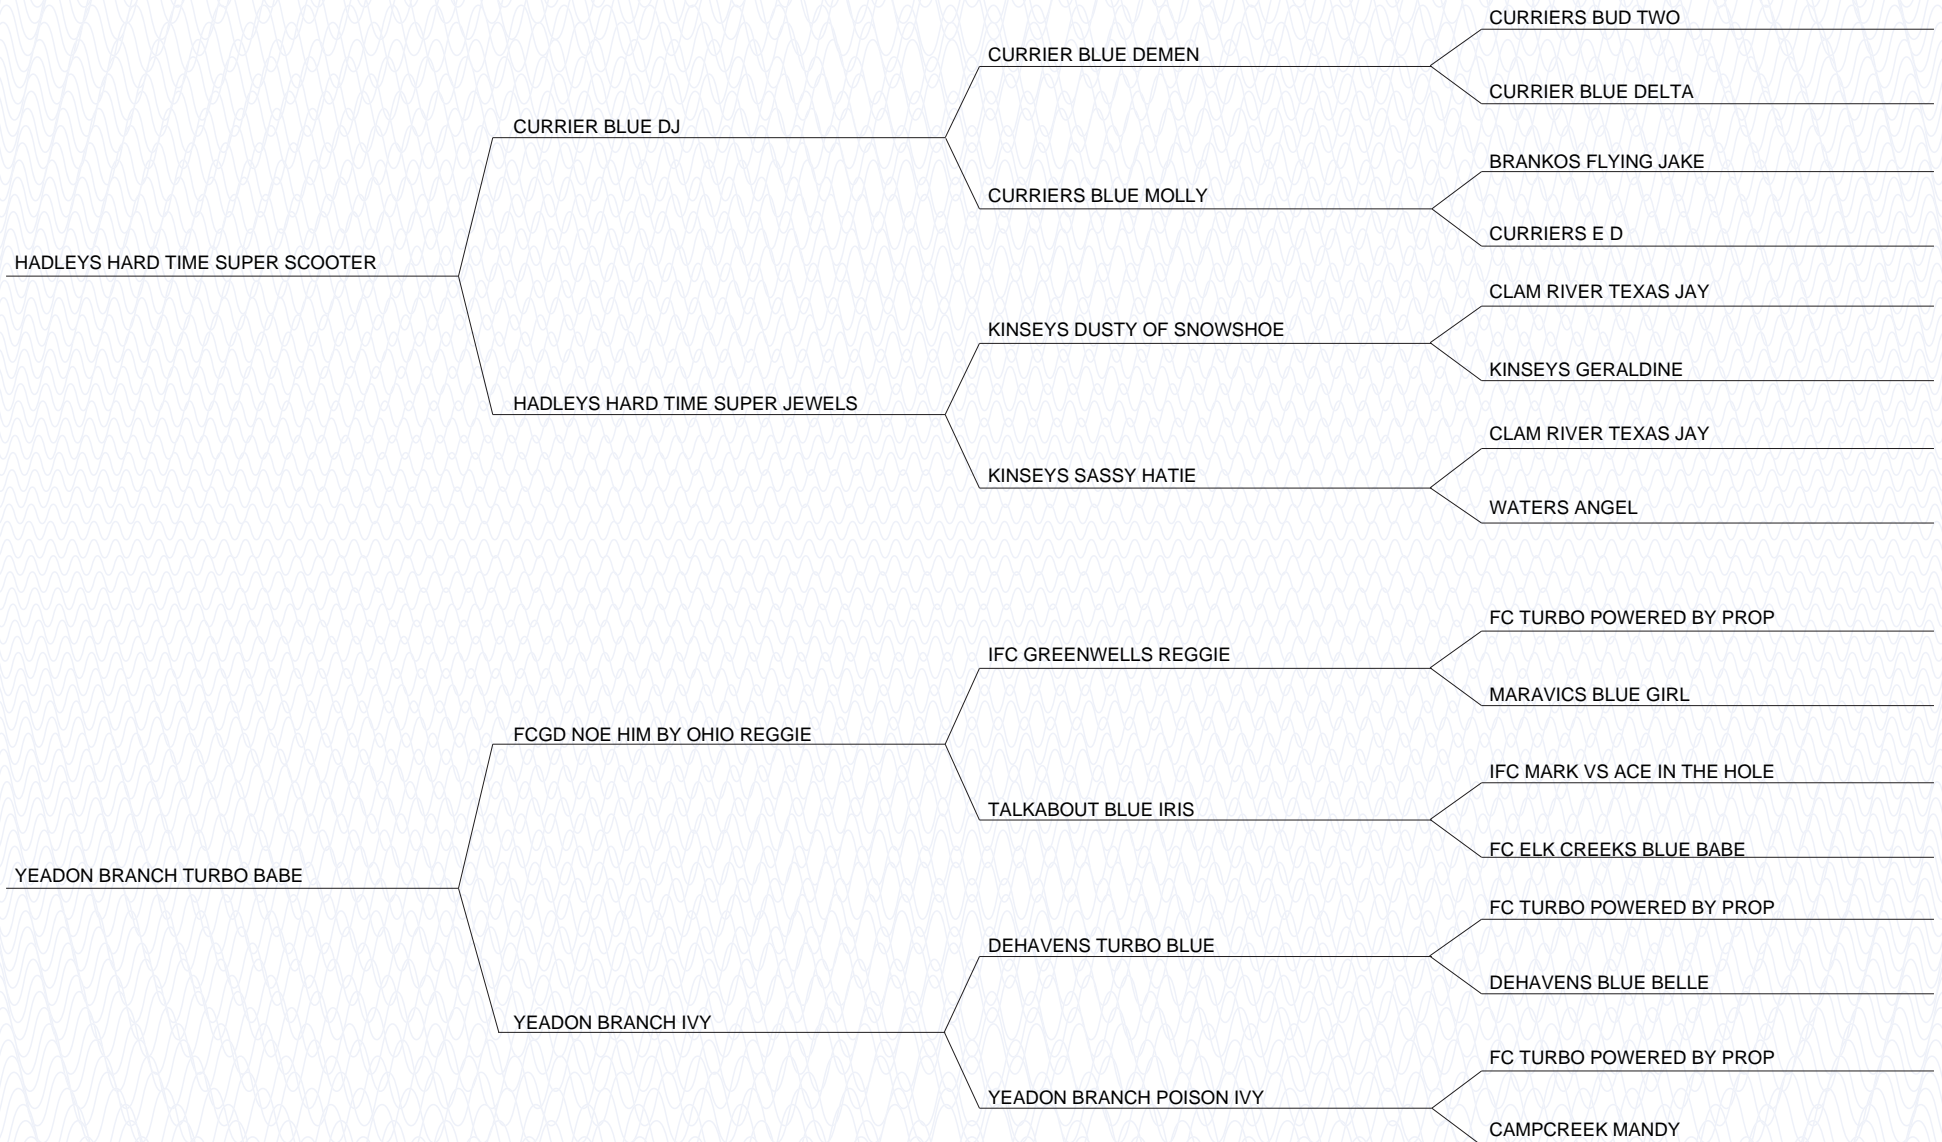 CURRIERS BUD TWO
CURRIER BLUE DEMEN
CURRIER BLUE DELTA
CURRIER BLUE DJ
BRANKOS FLYING JAKE
CURRIERS BLUE MOLLY
CURRIERS E D
HADLEYS HARD TIME SUPER SCOOTER
CLAM RIVER TEXAS JAY
KINSEYS DUSTY OF SNOWSHOE
KINSEYS GERALDINE
HADLEYS HARD TIME SUPER JEWELS
CLAM RIVER TEXAS JAY
KINSEYS SASSY HATIE
WATERS ANGEL
FC TURBO POWERED BY PROP
IFC GREENWELLS REGGIE
MARAVICS BLUE GIRL
FCGD NOE HIM BY OHIO REGGIE
IFC MARK VS ACE IN THE HOLE
TALKABOUT BLUE IRIS
FC ELK CREEKS BLUE BABE
YEADON BRANCH TURBO BABE
FC TURBO POWERED BY PROP
DEHAVENS TURBO BLUE
DEHAVENS BLUE BELLE
YEADON BRANCH IVY
FC TURBO POWERED BY PROP
YEADON BRANCH POISON IVY
CAMPCREEK MANDY